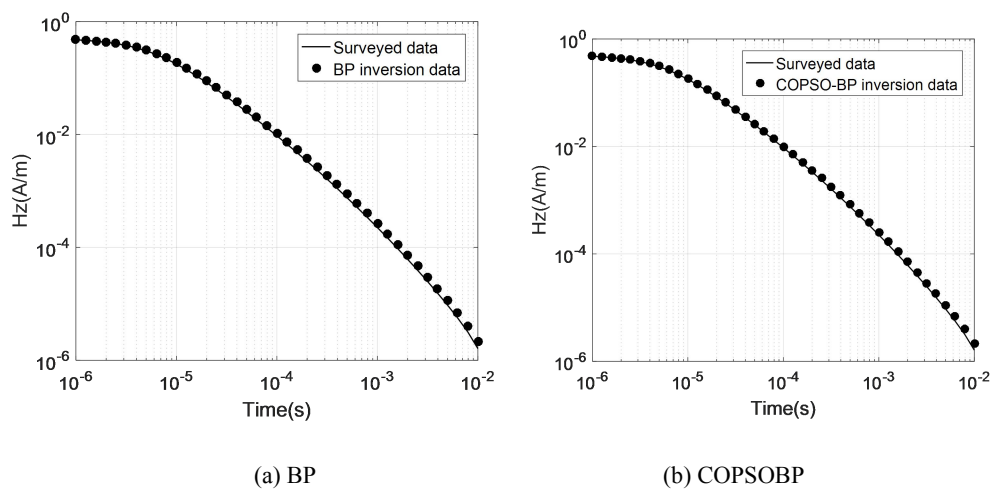 10^0
10^-2
10^-4
10^-6
Hz(A/m)
Surveyed data
BP inversion data
10^-6 10^-5 10^-4 10^-3 10^-2
Time(s)
(a) BP
10^0
10^-2
10^-4
10^-6
Hz(A/m)
Surveyed data
COPSO-BP inversion data
10^-6 10^-5 10^-4 10^-3 10^-2
Time(s)
(b) COPSOBP